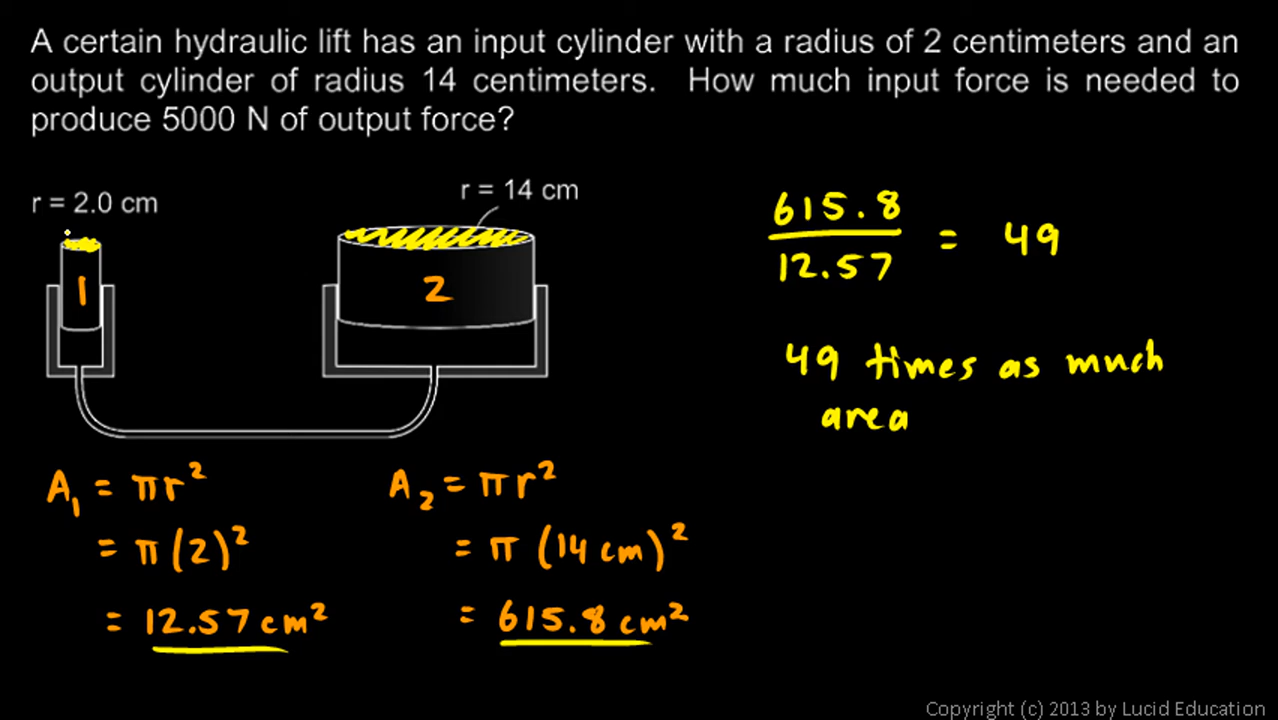 A certain hydraulic lift has an input cylinder with a radius of 2 centimeters and an
output cylinder of radius 14 centimeters. How much input force is needed to
produce 5000 N of output force?
r = 2.0 cm
r = 14 cm
1
2
615.8
12.57
= 49
49 times as much
area
A₁ = πr²
= π(2)²
= 12.57 cm²
A₂ = πr²
= π (14 cm)²
= 615.8 cm²
Copyright (c) 2013 by Lucid Education